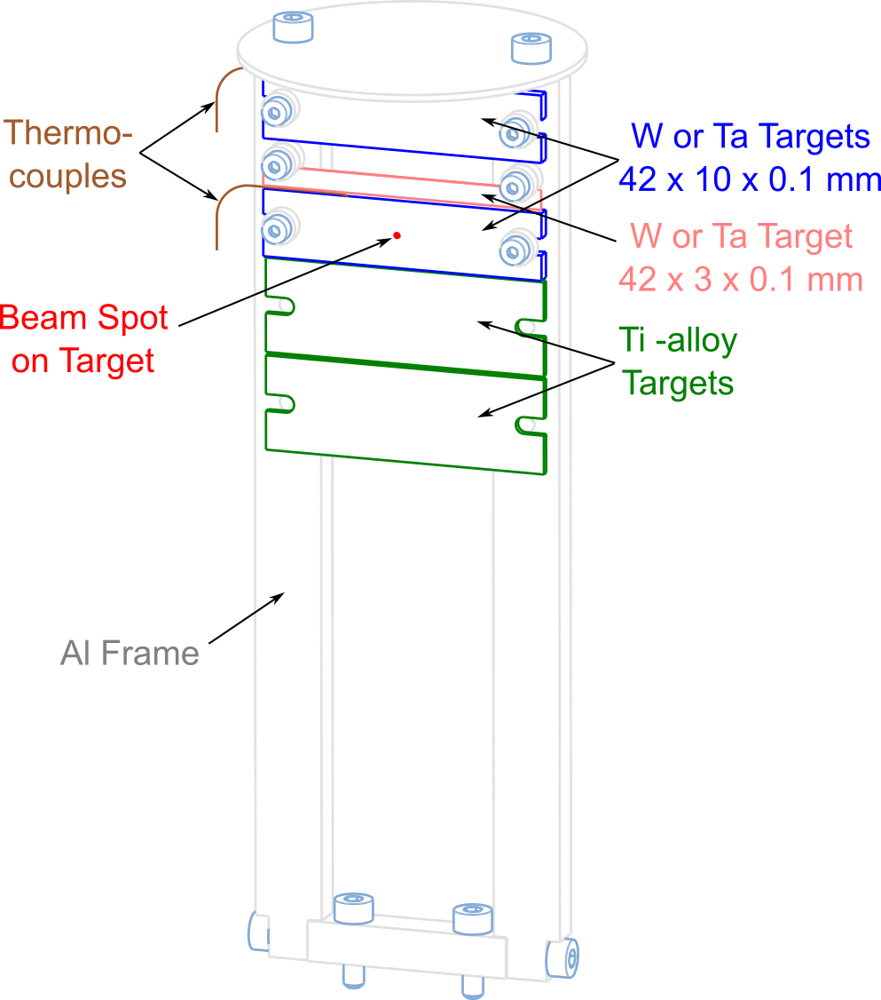 Thermo-
couples
W or Ta Targets
42 x 10 x 0.1 mm
W or Ta Target
42 x 3 x 0.1 mm
Beam Spot
on Target
Ti -alloy
Targets
Al Frame